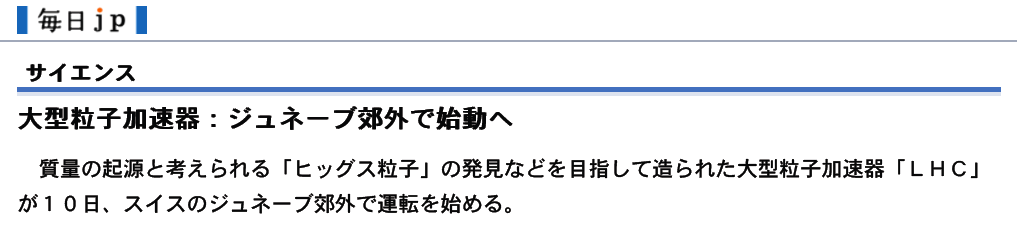 毎日jp
サイエンス
大型粒子加速器：ジュネーブ郊外で始動へ
　質量の起源と考えられる「ヒッグス粒子」の発見などを目指して造られた大型粒子加速器「ＬＨＣ」
が１０日、スイスのジュネーブ郊外で運転を始める。